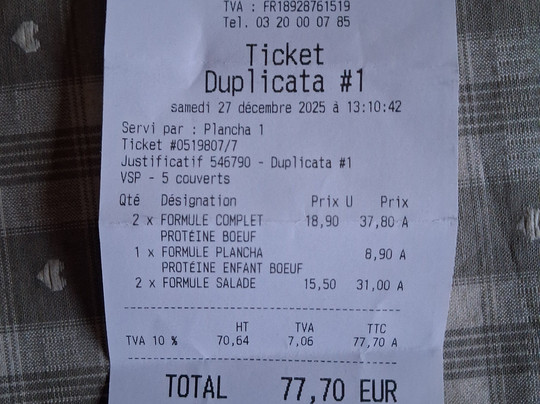 TVA : FR18928761519
Tel. 03 20 00 07 85
Ticket
Duplicata #1
samedi 27 décembre 2025 à 13:10:42
Servi par : Plancha 1
Ticket #0519807/7
Justificatif 546790 - Duplicata #1
VSP - 5 couverts
Qté Désignation Prix U Prix
2 x FORMULE COMPLET 18,90 37,80 A
PROTÉINE BOEUF
1 x FORMULE PLANCHA 8,90 A
PROTÉINE ENFANT BOEUF
2 x FORMULE SALADE 15,50 31,00 A
HT TVA TTC
TVA 10 % 70,64 7,06 77,70 A
TOTAL 77,70 EUR